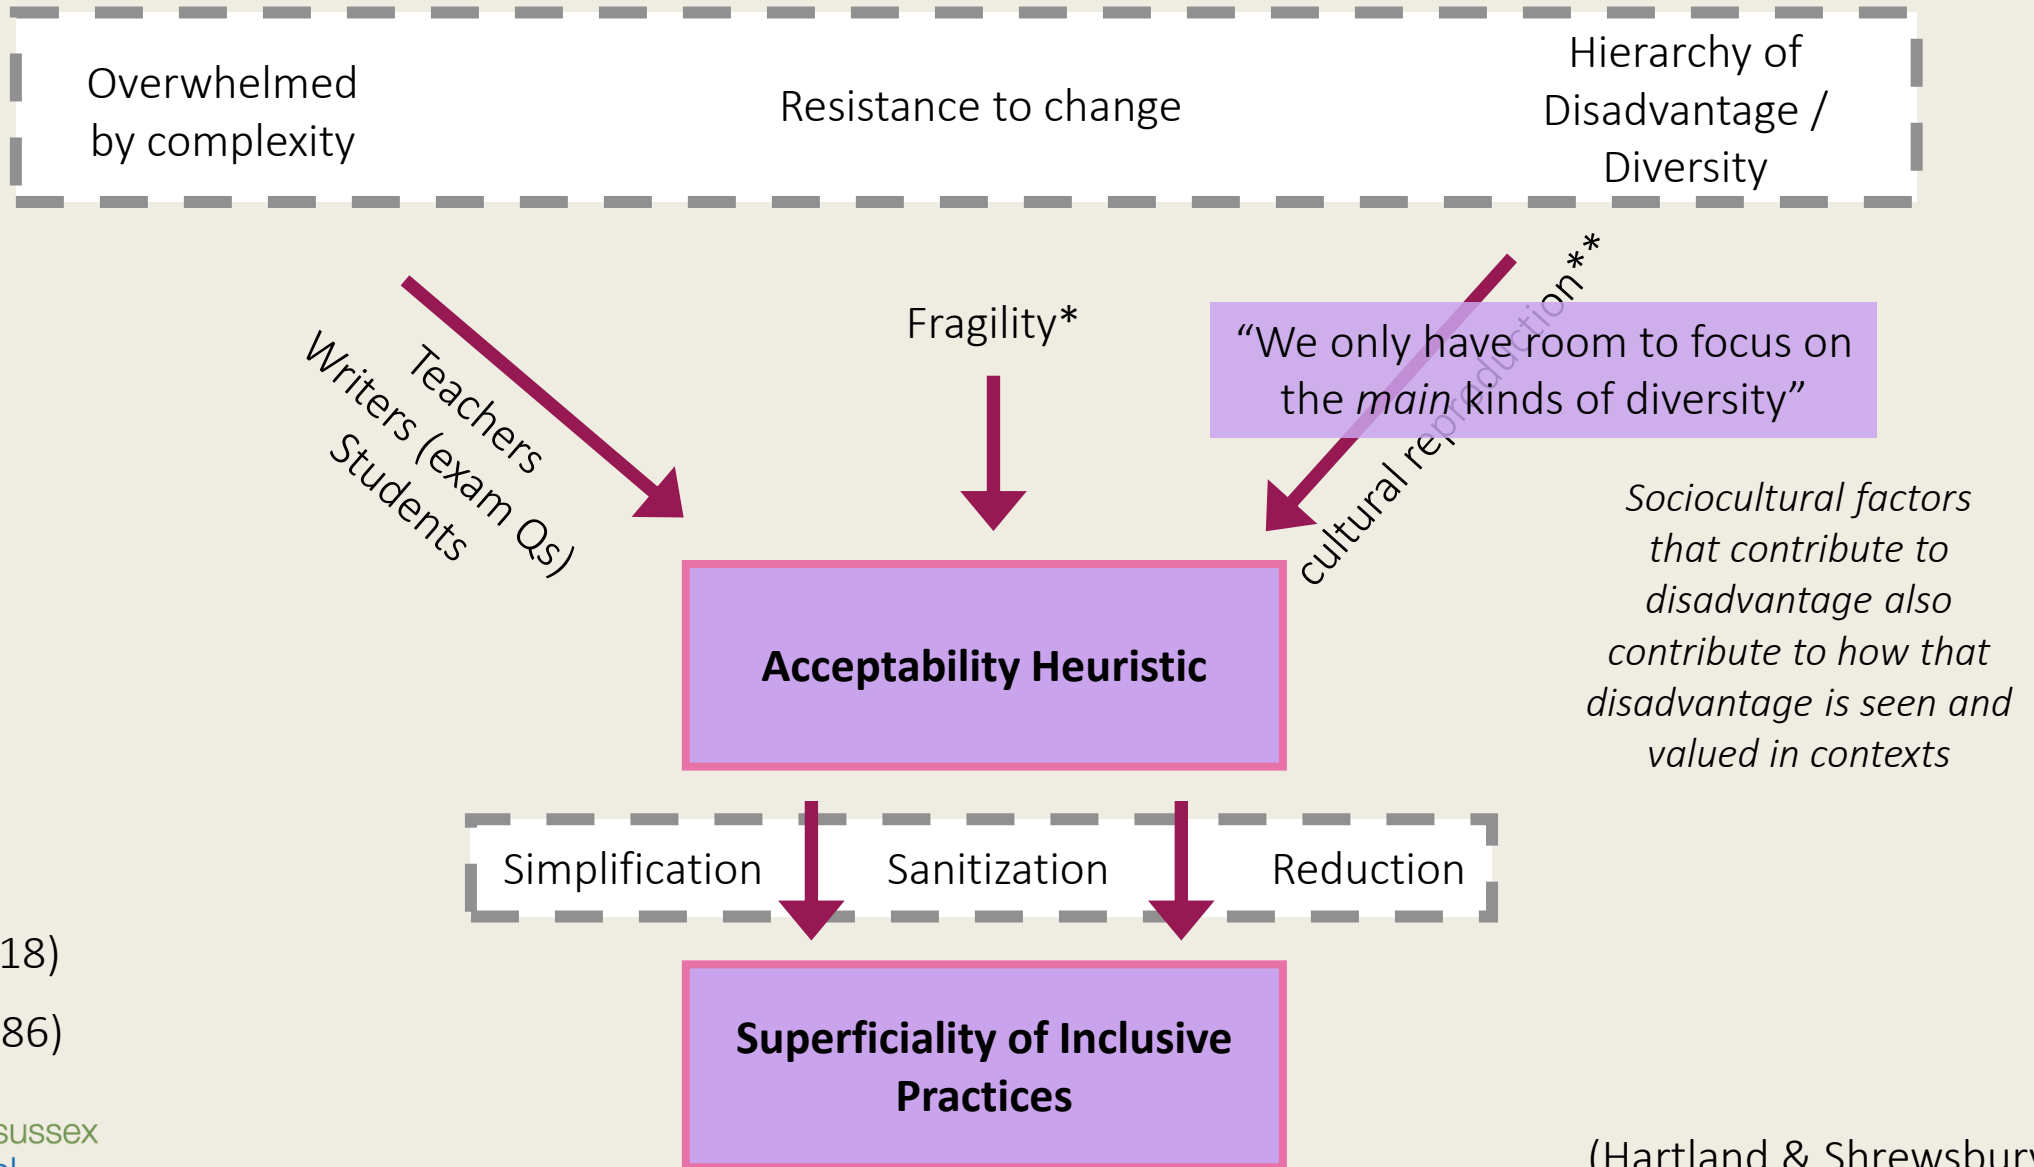 Overwhelmed
by complexity
Resistance to change
Hierarchy of
Disadvantage /
Diversity
Teachers
Writers (exam Qs)
Students
Fragility*
cultural reproduction**
“We only have room to focus on
the main kinds of diversity”
Sociocultural factors
that contribute to
disadvantage also
contribute to how that
disadvantage is seen and
valued in contexts
Acceptability Heuristic
Simplification
Sanitization
Reduction
Superficiality of Inclusive
Practices
18)
86)
sussex
(Hartland & Shrewsbury